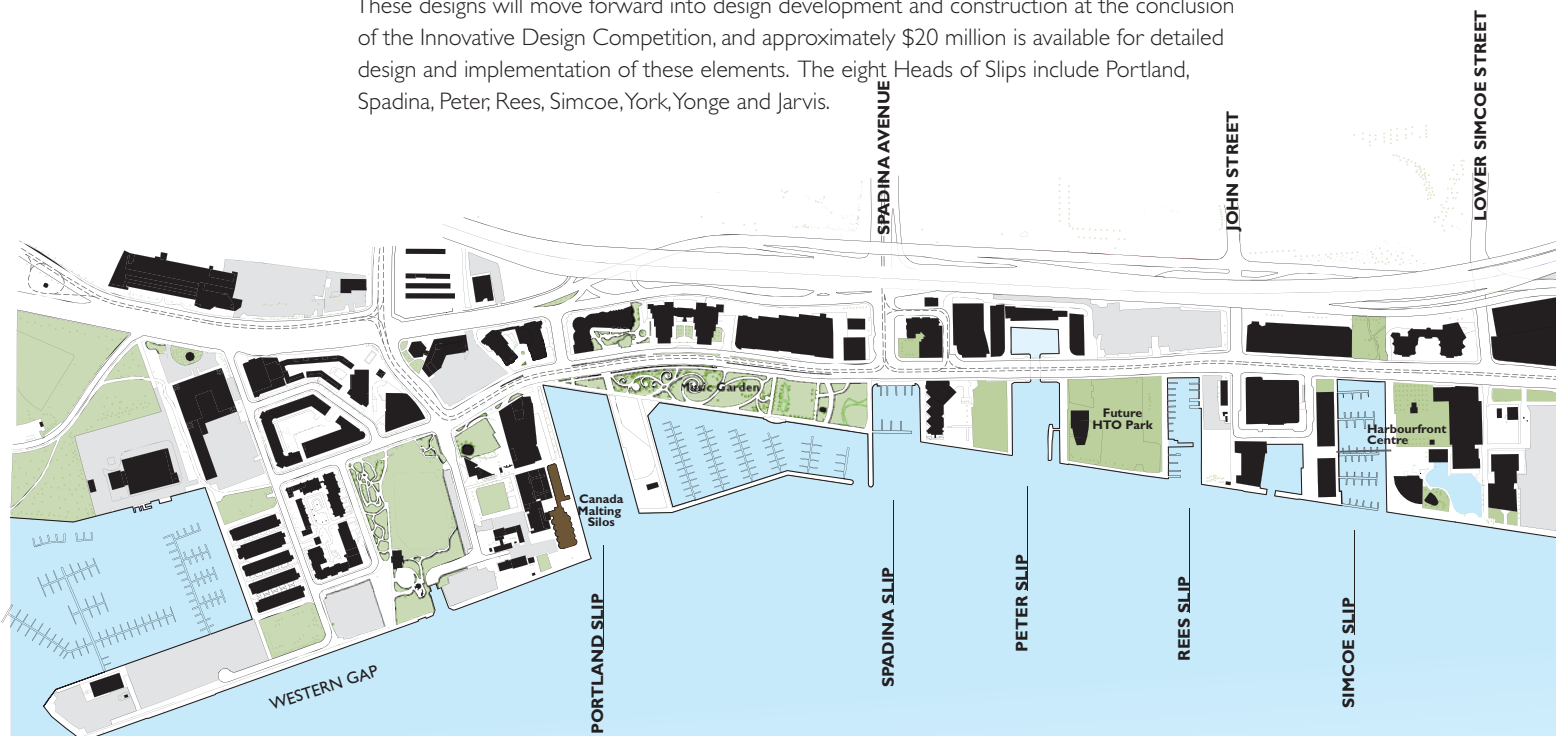 These designs will move forward into design development and construction at the conclusion
of the Innovative Design Competition, and approximately $20 million is available for detailed
design and implementation of these elements. The eight Heads of Slips include Portland,
Spadina, Peter, Rees, Simcoe, York, Yonge and Jarvis.
SPADINA AVENUE
JOHN STREET
LOWER SIMCOE STREET
Music Garden
Future
HTO Park
Harbourfront
Centre
Canada
Malting
Silos
WESTERN GAP
PORTLAND SLIP
SPADINA SLIP
PETER SLIP
REES SLIP
SIMCOE SLIP